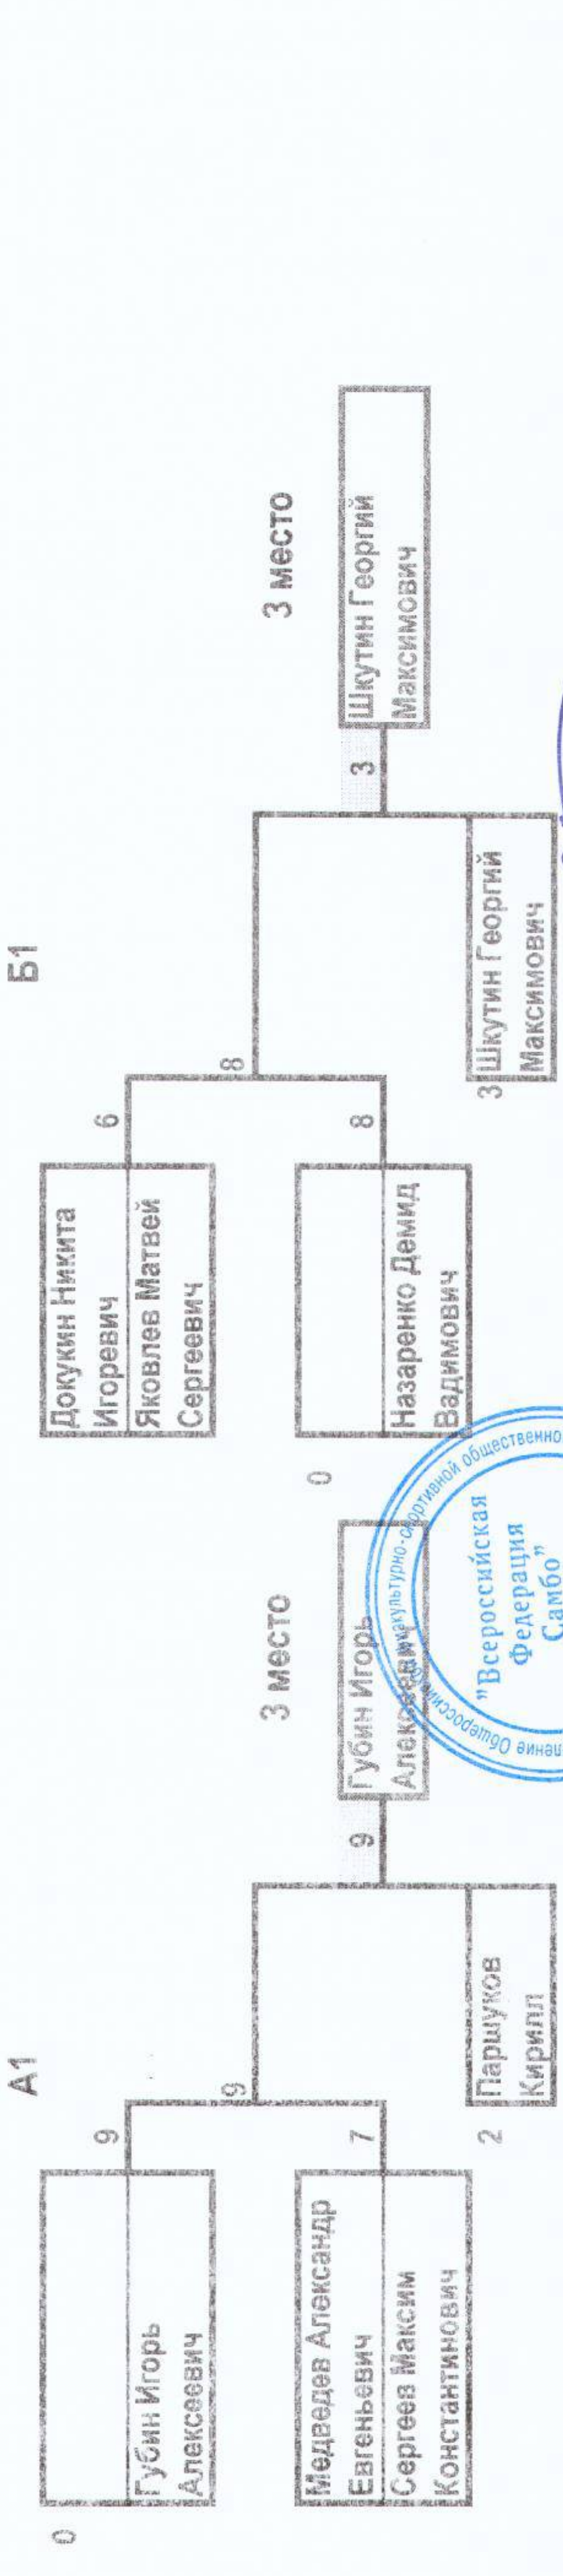 А1
0
9
Губин Игорь
Алексеевич
9
Медведев Александр
Евгеньевич
7
Сергеев Максим
Константинович
2
Паршуков
Кирилл
3 место
9
Губин Игорь
Алексеевич
Б1
Докукин Никита
Игоревич
6
Яковлев Матвей
Сергеевич
8
0
8
Назаренко Демид
Вадимович
3
Шкутин Георгий
Максимович
3 место
3
Шкутин Георгий
Максимович
"Всероссийская
Федерация
Самбо"